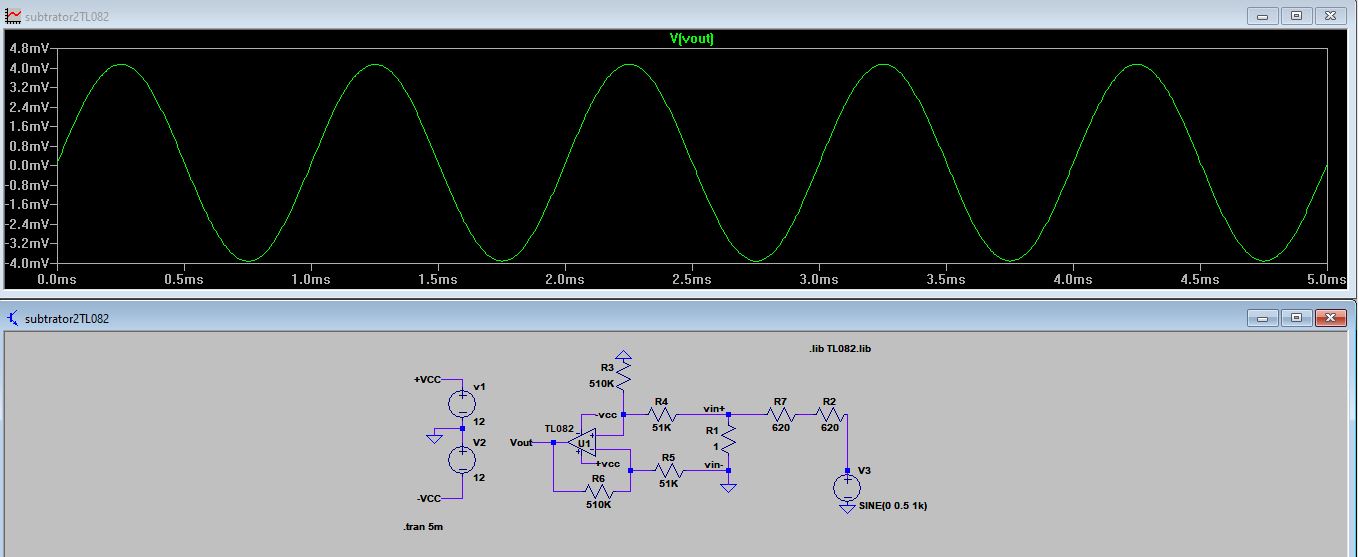 subtrator2TL082
V(vout)
4.8mV
4.0mV
3.2mV
2.4mV
1.6mV
0.8mV
0.0mV
-0.8mV
-1.6mV
-2.4mV
-3.2mV
-4.0mV
0.0ms 0.5ms 1.0ms 1.5ms 2.0ms 2.5ms 3.0ms 3.5ms 4.0ms 4.5ms 5.0ms
subtrator2TL082
.lib TL082.lib
R3
510K
+VCC
v1
12
V2
12
-VCC
.tran 5m
-vcc
TL082
U1
+vcc
Vout
R6
510K
R4
51K
vin+
R1
1
vin-
R5
51K
R7
620
R2
620
V3
SINE(0 0.5 1k)